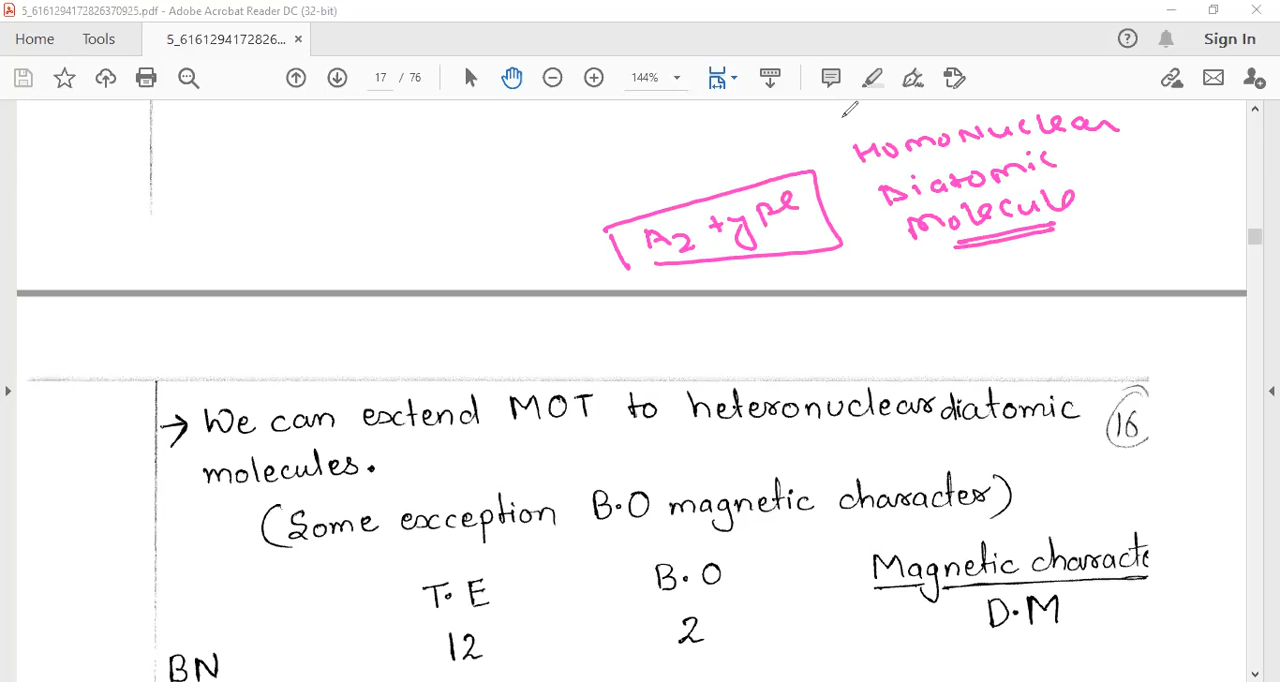 5_6161294172826370925.pdf - Adobe Acrobat Reader DC (32-bit)
Home Tools 5_6161294172826... × Sign In
17 / 76 144%
HomoNuclear
Diatomic
Molecule
A2 type
→ We can extend MOT to heteronuclear diatomic 16
molecules.
(Some exception B.O magnetic character)
T.E B.O Magnetic characte
12 2 D.M
BN